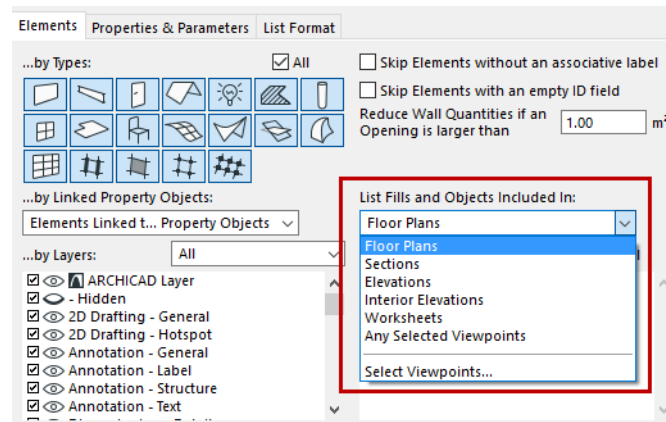 Elements Properties & Parameters List Format
...by Types:
All
Skip Elements without an associative label
Skip Elements with an empty ID field
Reduce Wall Quantities if an
Opening is larger than
1.00
...by Linked Property Objects:
Elements Linked t... Property Objects
...by Layers:
All
ARCHICAD Layer
- Hidden
2D Drafting - General
2D Drafting - Hotspot
Annotation - General
Annotation - Label
Annotation - Structure
Annotation - Text
List Fills and Objects Included In:
Floor Plans
Floor Plans
Sections
Elevations
Interior Elevations
Worksheets
Any Selected Viewpoints
Select Viewpoints...